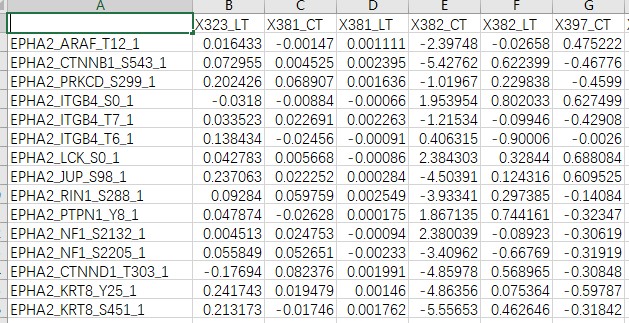 A B C D E F G
X323_LT X381_CT X381_LT X382_CT X382_LT X397_CT
EPHA2_ARAF_T12_1 0.016433 -0.00147 0.001111 -2.39748 -0.02658 0.475222
EPHA2_CTNNB1_S543_1 0.072955 0.004525 0.002395 -5.42762 0.622399 -0.46776
EPHA2_PRKCD_S299_1 0.202426 0.068907 0.001636 -1.01967 0.229838 -0.4599
EPHA2_ITGB4_S0_1 -0.0318 -0.00884 -0.00066 1.953954 0.802033 0.627499
EPHA2_ITGB4_T7_1 0.033523 0.022691 0.002263 -1.21534 -0.09946 -0.42908
EPHA2_ITGB4_T6_1 0.138434 -0.02456 -0.00091 0.406315 -0.90006 -0.0026
EPHA2_LCK_S0_1 0.042783 0.005668 -0.00086 2.384303 0.32844 0.688084
EPHA2_JUP_S98_1 0.237063 0.022252 0.000284 -4.50391 0.124316 0.609525
EPHA2_RIN1_S288_1 0.09284 0.059759 0.002549 -3.93341 0.297385 -0.14084
EPHA2_PTPN1_Y8_1 0.047874 -0.02628 0.000175 1.867135 0.744161 -0.32347
EPHA2_NF1_S2132_1 0.004513 0.024753 -0.00094 2.380039 -0.08923 -0.30619
EPHA2_NF1_S2205_1 0.055849 0.052651 -0.00233 -3.40962 -0.66769 -0.31919
EPHA2_CTNND1_T303_1 -0.17694 0.082376 0.001991 -4.85978 0.568965 -0.30848
EPHA2_KRT8_Y25_1 0.241743 0.019479 0.00146 -4.86356 0.075364 -0.59787
EPHA2_KRT8_S451_1 0.213173 -0.01746 0.001762 -5.55653 0.462646 -0.31842